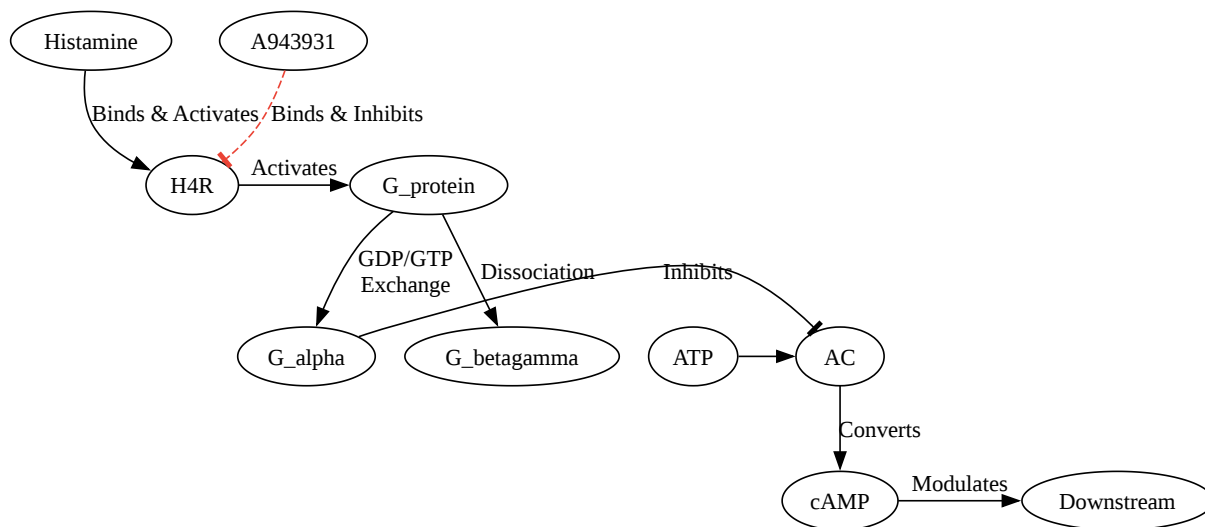 Histamine
A943931
Binds & Activates
Binds & Inhibits
H4R
Activates
G_protein
GDP/GTP
Exchange
Dissociation
Inhibits
G_alpha
G_betagamma
ATP
AC
Converts
cAMP
Modulates
Downstream